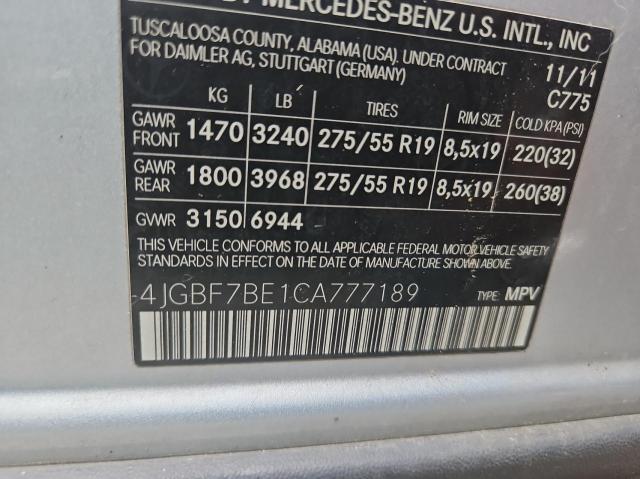 MERCEDES-BENZ U.S. INTL., INC
TUSCALOOSA COUNTY, ALABAMA (USA). UNDER CONTRACT
FOR DAIMLER AG, STUTTGART (GERMANY)
11/11
C775
KG LB TIRES RIM SIZE COLD KPA (PSI)
GAWR FRONT 1470 3240 275/55 R19 8,5x19 220(32)
GAWR REAR 1800 3968 275/55 R19 8,5x19 260(38)
GVWR 3150 6944
THIS VEHICLE CONFORMS TO ALL APPLICABLE FEDERAL MOTOR VEHICLE SAFETY
STANDARDS IN EFFECT ON THE DATE OF MANUFACTURE SHOWN ABOVE.
4JGBF7BE1CA777189 TYPE: MPV